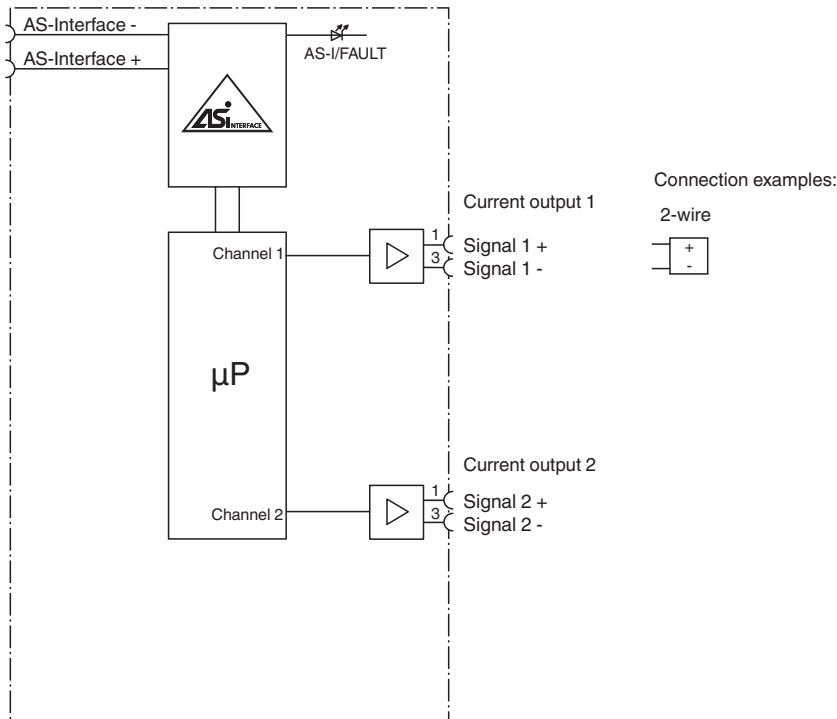 AS-Interface -
AS-Interface +
AS-I/FAULT
ASi INTERFACE
Connection examples:
2-wire
+
-
Current output 1
Channel 1
1
Signal 1 +
3
Signal 1 -
µP
Current output 2
Channel 2
1
Signal 2 +
3
Signal 2 -